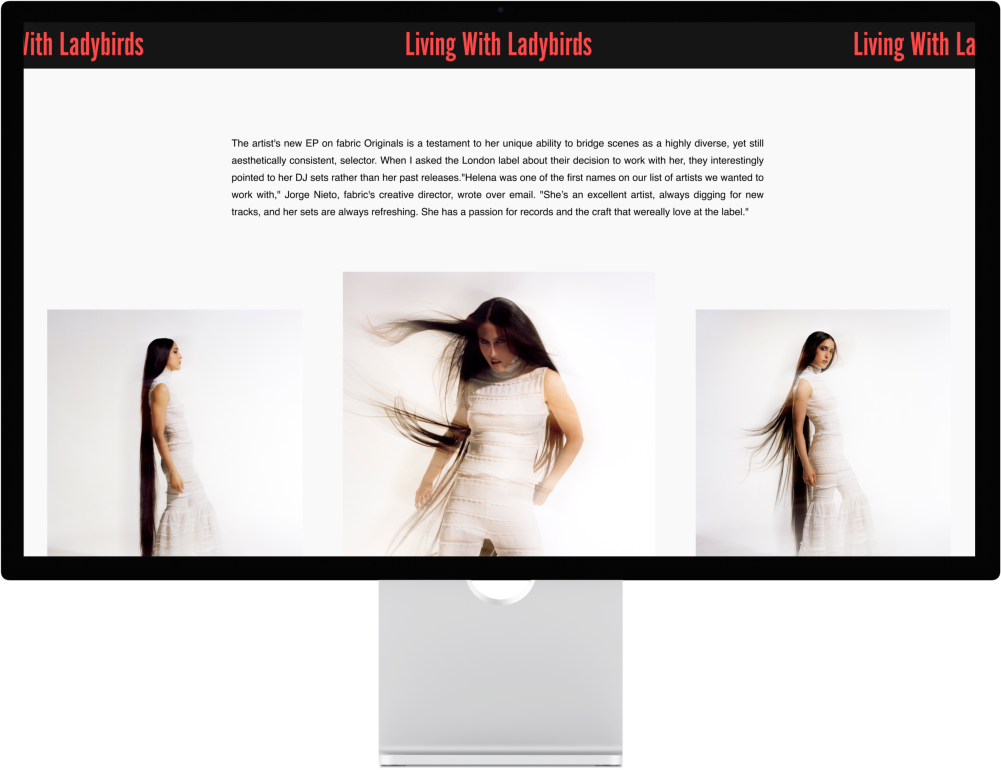 With Ladybirds Living With Ladybirds Living With La
The artist's new EP on fabric Originals is a testament to her unique ability to bridge scenes as a highly diverse, yet still
aesthetically consistent, selector. When I asked the London label about their decision to work with her, they interestingly
pointed to her DJ sets rather than her past releases."Helena was one of the first names on our list of artists we wanted to
work with," Jorge Nieto, fabric's creative director, wrote over email. "She's an excellent artist, always digging for new
tracks, and her sets are always refreshing. She has a passion for records and the craft that wereally love at the label."